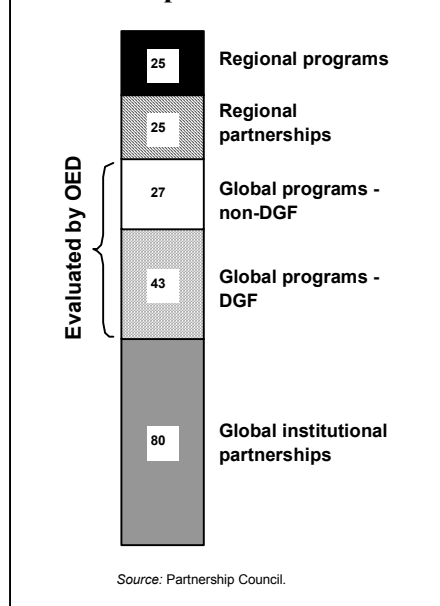 25
Regional programs
25
Regional
partnerships
Evaluated by OED
27
Global programs -
non-DGF
43
Global programs -
DGF
80
Global institutional
partnerships
Source: Partnership Council.